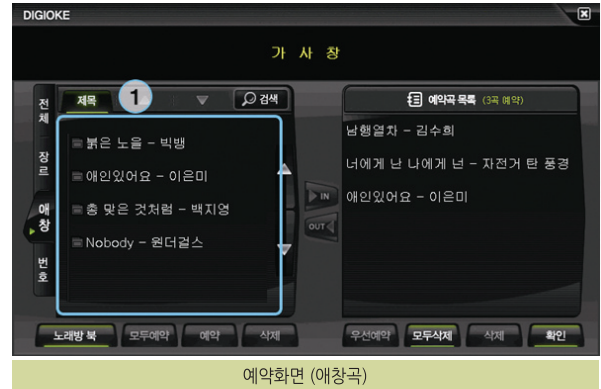 DIGIOKE
가 사 창
제목
1
검색
예약곡 목록 (3곡 예약)
전체
장르
애창
번호
붉은 노을 – 빅뱅
애인있어요 – 이은미
총 맞은 것처럼 – 백지영
Nobody – 원더걸스
IN
OUT
남행열차 – 김수희
너에게 난 나에게 넌 – 자전거 탄 풍경
애인있어요 – 이은미
노래방 북 모두예약 예약 삭제
우선예약 모두삭제 삭제 확인
예약화면 (애창곡)